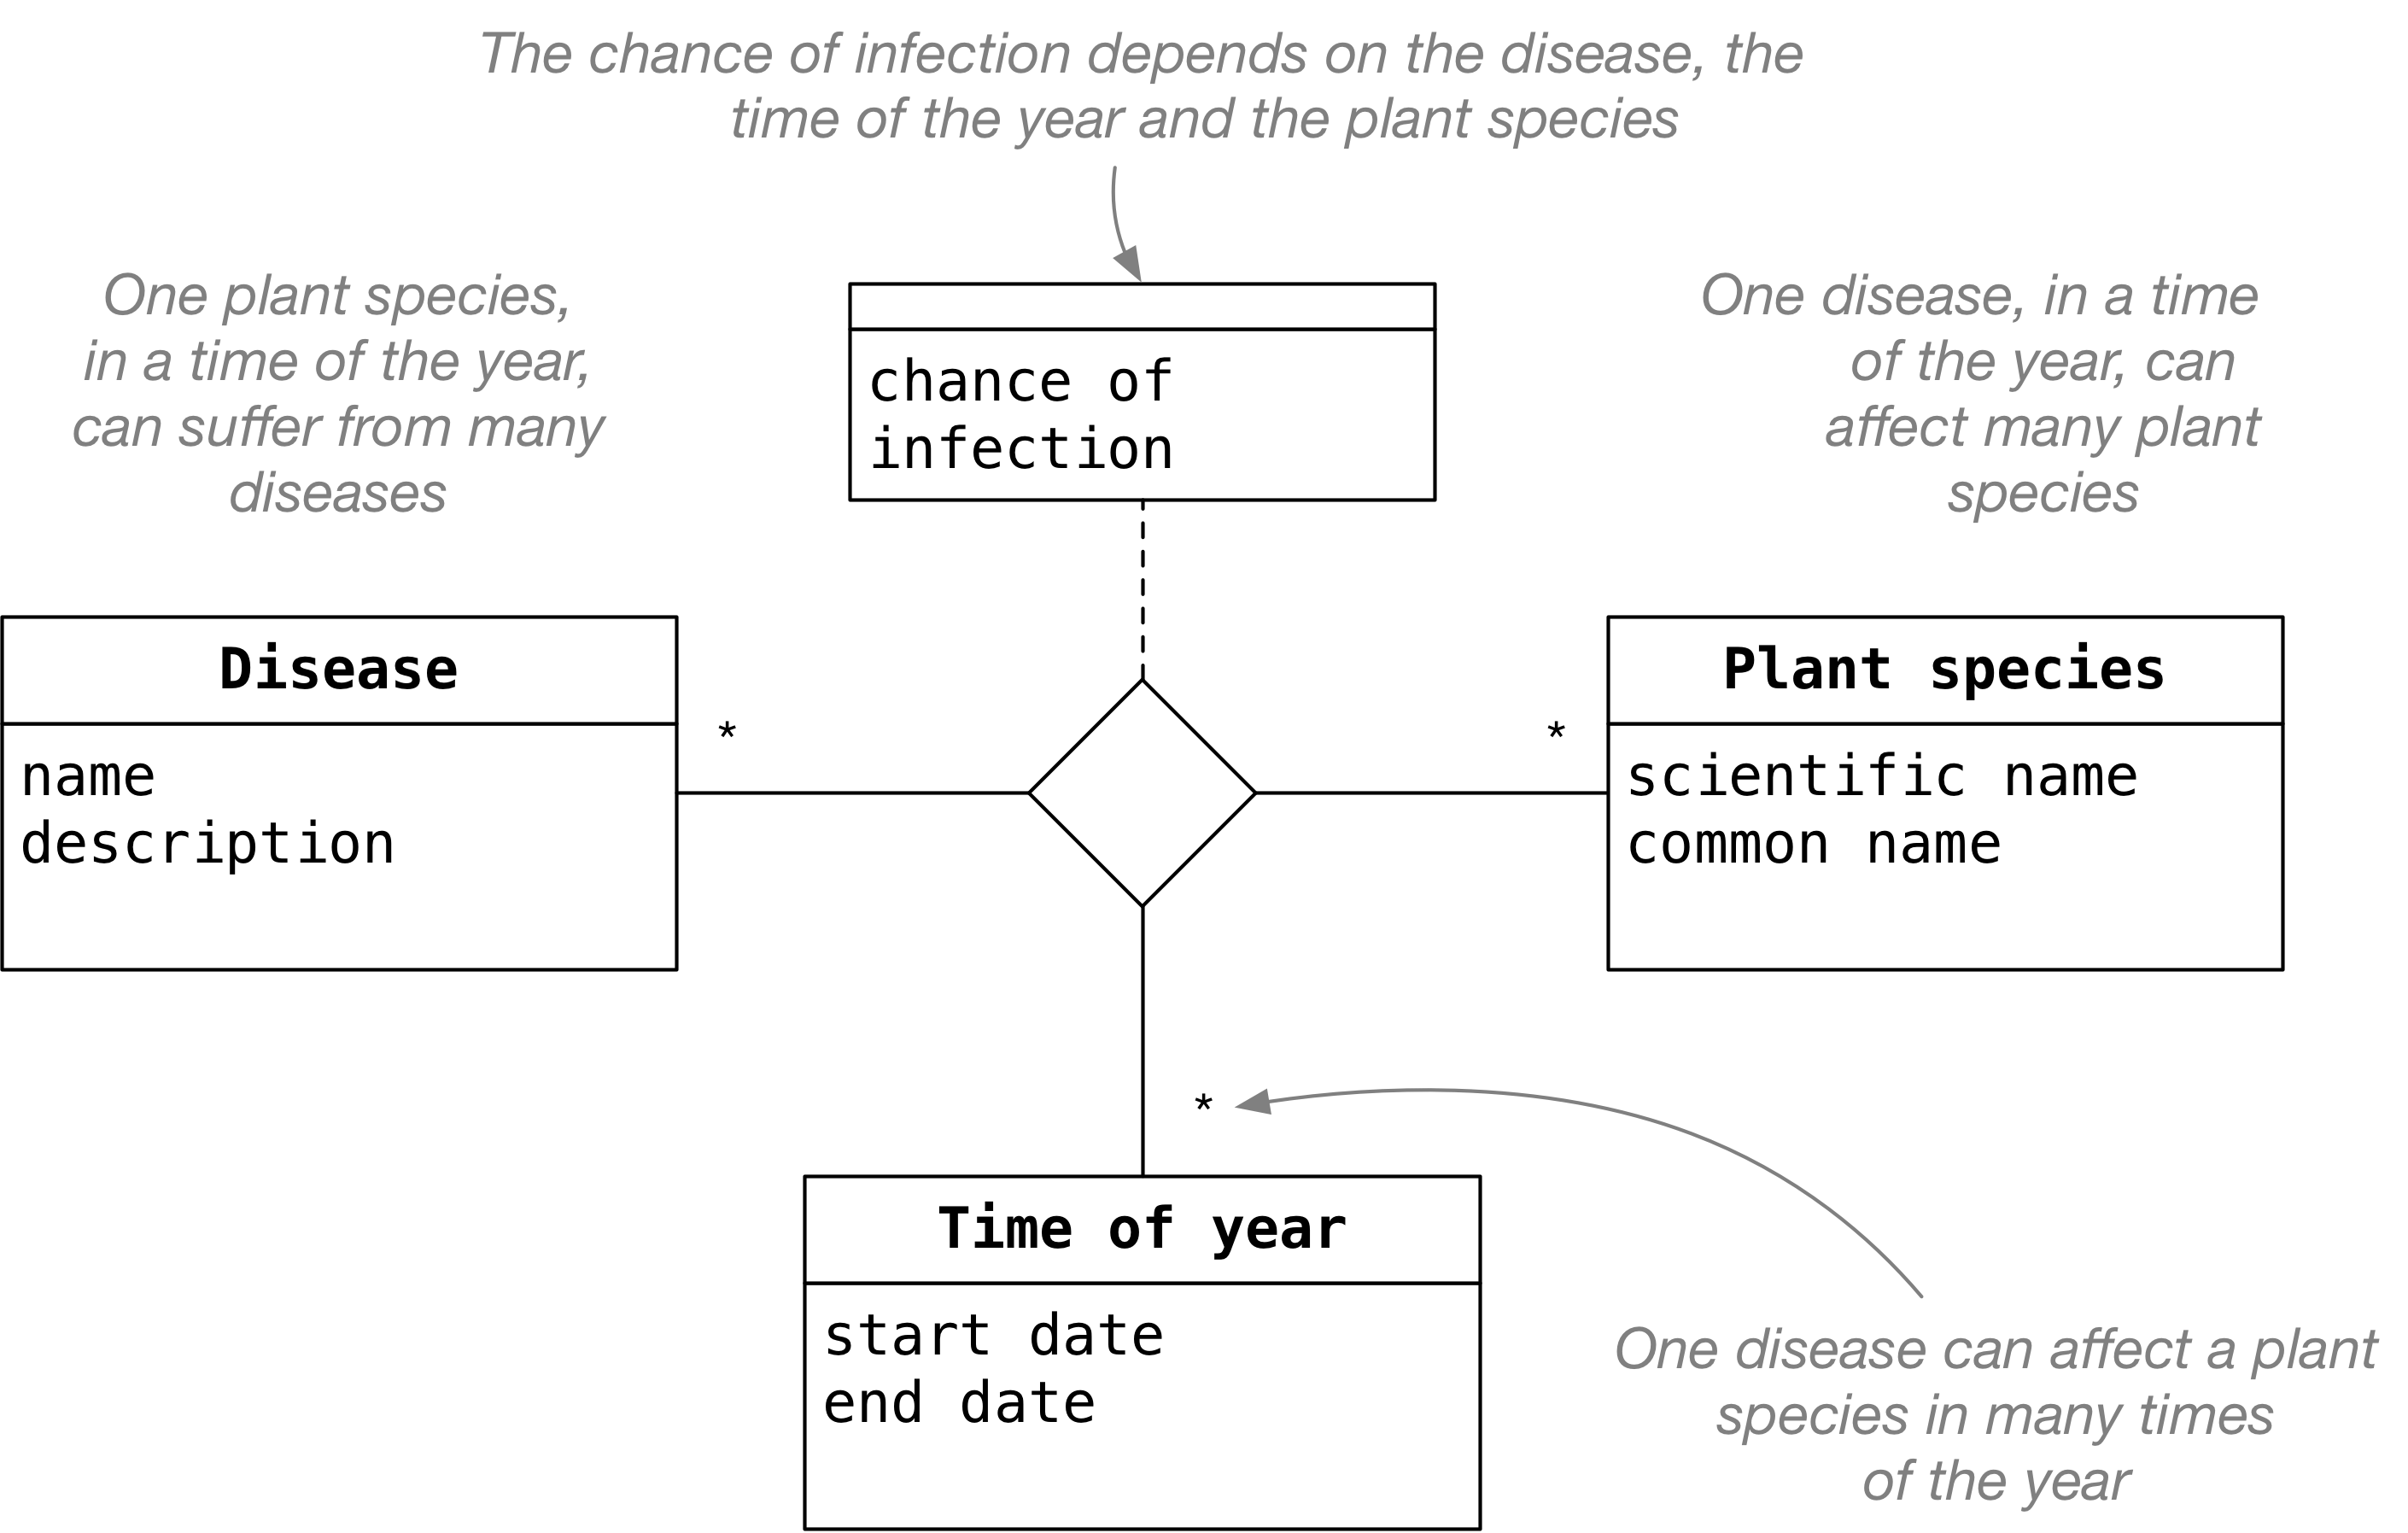 The chance of infection depends on the disease, the
time of the year and the plant species
One plant species,
in a time of the year,
can suffer from many
diseases
chance of
infection
One disease, in a time
of the year, can
affect many plant
species
Disease
name
description
*
*
Plant species
scientific name
common name
*
Time of year
start date
end date
One disease can affect a plant
species in many times
of the year